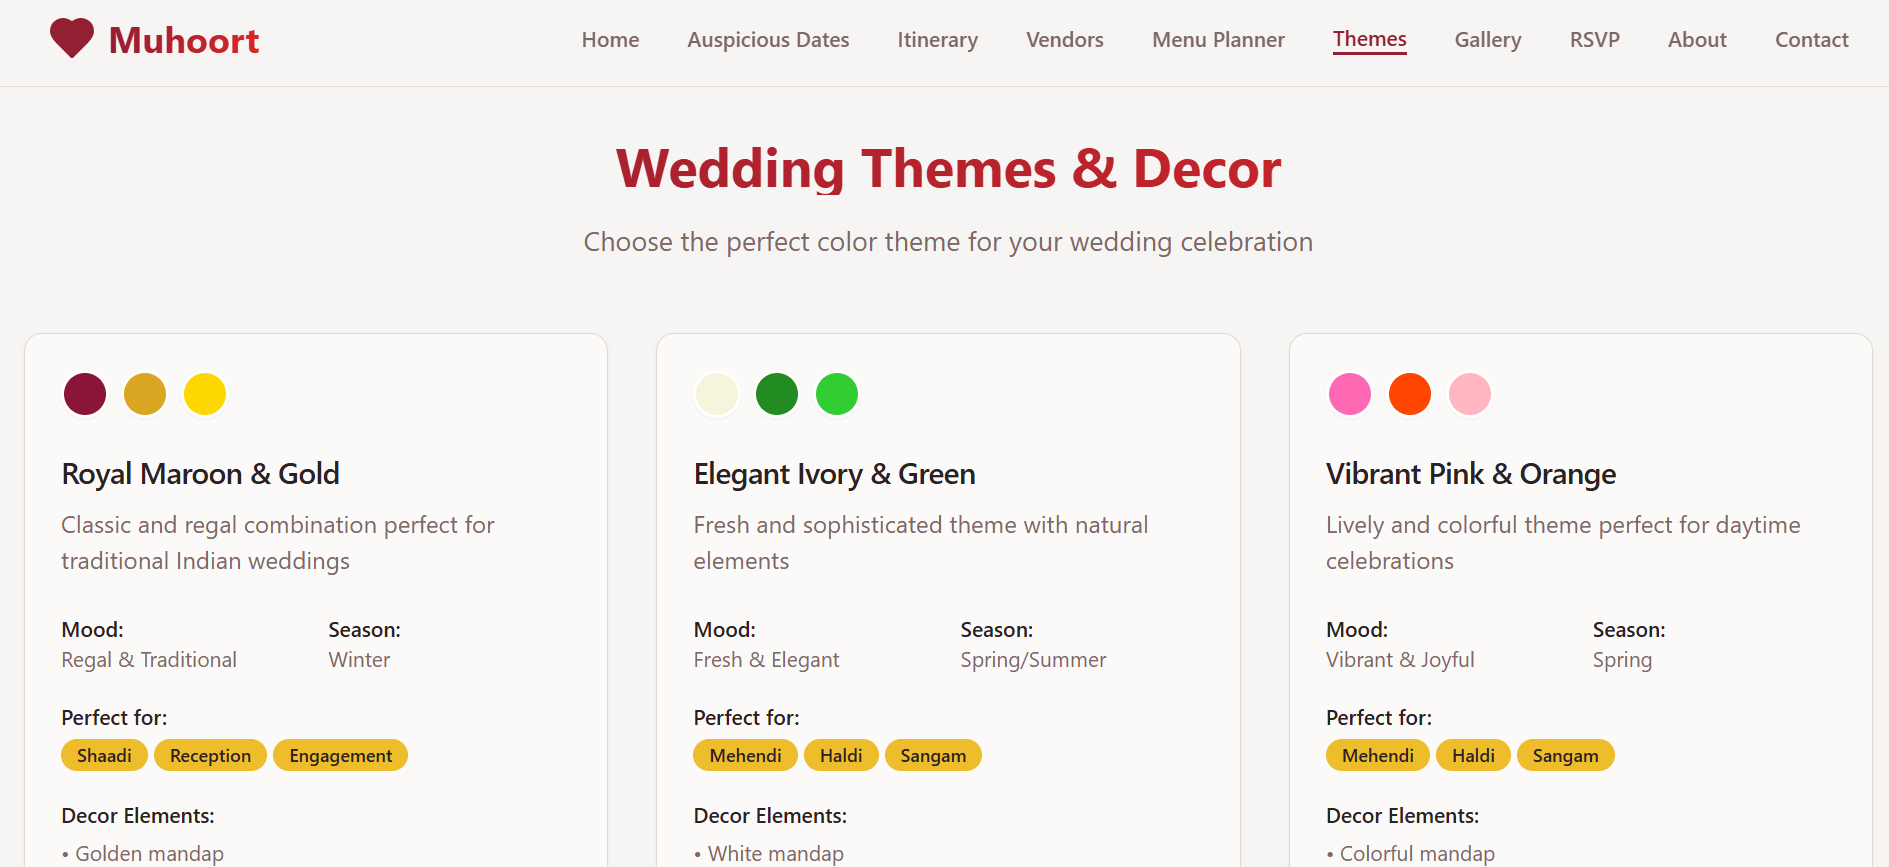 Muhoort
Home Auspicious Dates Itinerary Vendors Menu Planner Themes Gallery RSVP About Contact
Wedding Themes & Decor
Choose the perfect color theme for your wedding celebration
Royal Maroon & Gold
Classic and regal combination perfect for
traditional Indian weddings
Mood: Season:
Regal & Traditional Winter
Perfect for:
Shaadi Reception Engagement
Decor Elements:
• Golden mandap
Elegant Ivory & Green
Fresh and sophisticated theme with natural
elements
Mood: Season:
Fresh & Elegant Spring/Summer
Perfect for:
Mehendi Haldi Sangam
Decor Elements:
• White mandap
Vibrant Pink & Orange
Lively and colorful theme perfect for daytime
celebrations
Mood: Season:
Vibrant & Joyful Spring
Perfect for:
Mehendi Haldi Sangam
Decor Elements:
• Colorful mandap